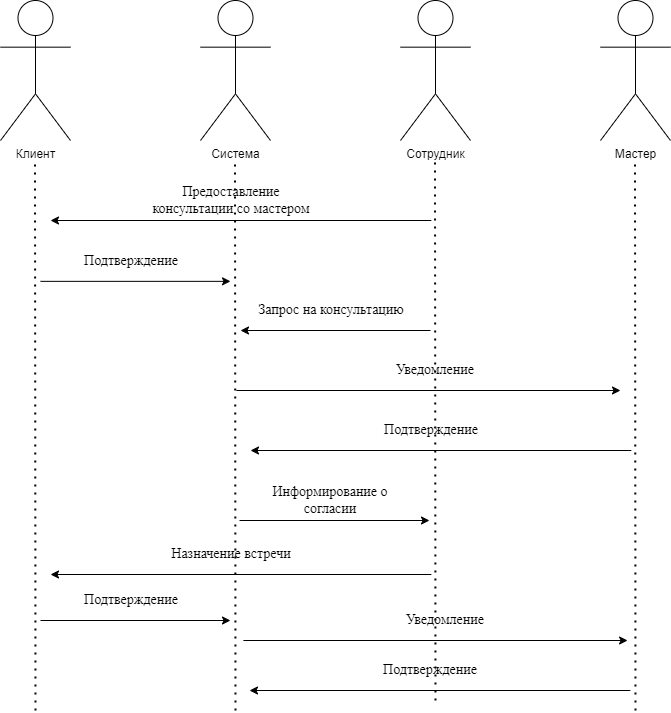 Клиент
Система
Сотрудник
Мастер
Предоставление
консультации со мастером
Подтверждение
Запрос на консультацию
Уведомление
Подтверждение
Информирование о
согласии
Назначение встречи
Подтверждение
Уведомление
Подтверждение